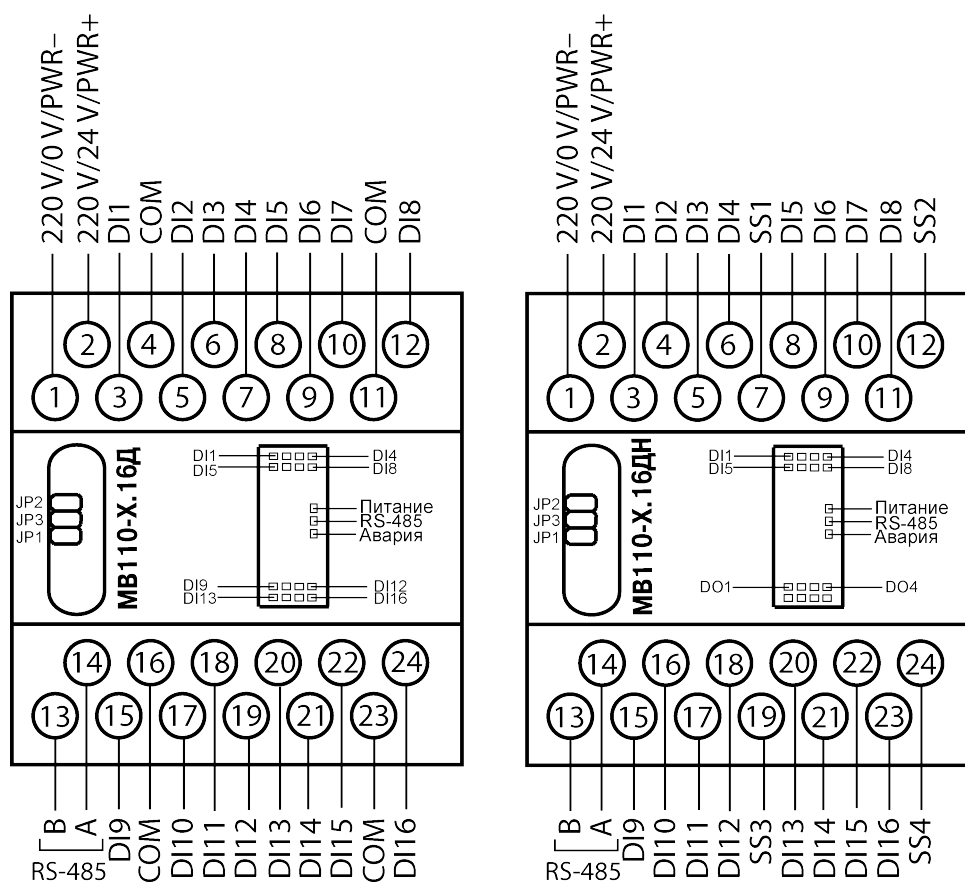 220 V/0 V/PWR–
220 V/24 V/PWR+
DI1
COM
DI2
DI3
DI4
DI5
DI6
DI7
COM
DI8
2 4 6 8 10 12
1 3 5 7 9 11
JP2
JP3
JP1
МВ110-Х.16Д
DI1 DI4
DI5 DI8
Питание
RS-485
Авария
DI9 DI12
DI13 DI16
14 16 18 20 22 24
13 15 17 19 21 23
B
A
RS-485
DI9
COM
DI10
DI11
DI12
DI13
DI14
DI15
COM
DI16
220 V/0 V/PWR–
220 V/24 V/PWR+
DI1
DI2
DI3
DI4
SS1
DI5
DI6
DI7
DI8
SS2
2 4 6 8 10 12
1 3 5 7 9 11
JP2
JP3
JP1
МВ110-Х.16ДН
DI1 DI4
DI5 DI8
Питание
RS-485
Авария
DO1 DO4
14 16 18 20 22 24
13 15 17 19 21 23
B
A
RS-485
DI9
DI10
DI11
DI12
SS3
DI13
DI14
DI15
DI16
SS4